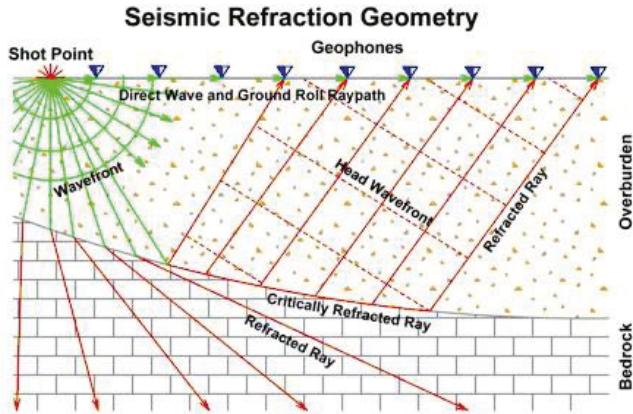 Seismic Refraction Geometry
Shot Point
Geophones
Direct Wave and Ground Roll Raypath
Wavefront
Head Wavefront
Refracted Ray
Overburden
Critically Refracted Ray
Refracted Ray
Bedrock